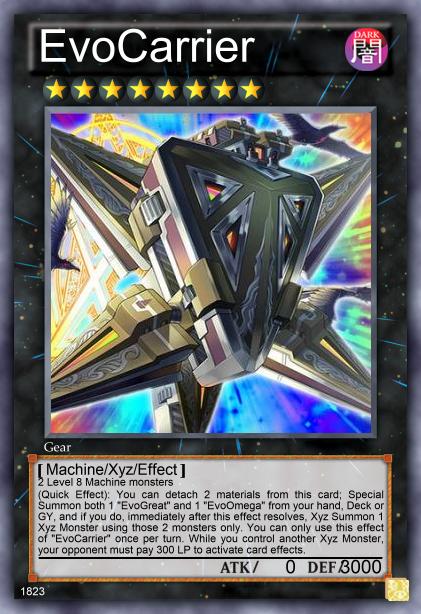 EvoCarrier
DARK
闇
Gear
[ Machine/Xyz/Effect ]
2 Level 8 Machine monsters
(Quick Effect): You can detach 2 materials from this card; Special
Summon both 1 "EvoGreat" and 1 "EvoOmega" from your hand, Deck or
GY, and if you do, immediately after this effect resolves, Xyz Summon 1
Xyz Monster using those 2 monsters only. You can only use this effect
of "EvoCarrier" once per turn. While you control another Xyz Monster,
your opponent must pay 300 LP to activate card effects.
ATK/ 0 DEF/3000
1823